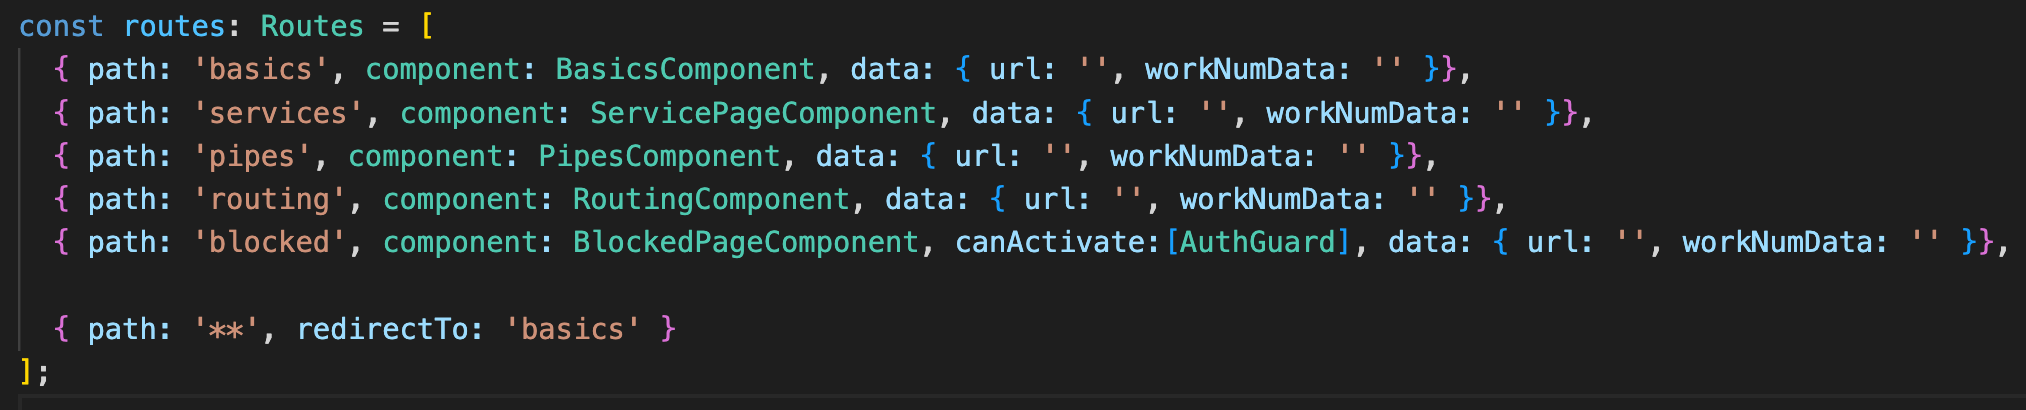 const routes: Routes = [
{ path: 'basics', component: BasicsComponent, data: { url: '', workNumData: '' }},
{ path: 'services', component: ServicePageComponent, data: { url: '', workNumData: '' }},
{ path: 'pipes', component: PipesComponent, data: { url: '', workNumData: '' }},
{ path: 'routing', component: RoutingComponent, data: { url: '', workNumData: '' }},
{ path: 'blocked', component: BlockedPageComponent, canActivate:[AuthGuard], data: { url: '', workNumData: '' }},
{ path: '**', redirectTo: 'basics' }
];